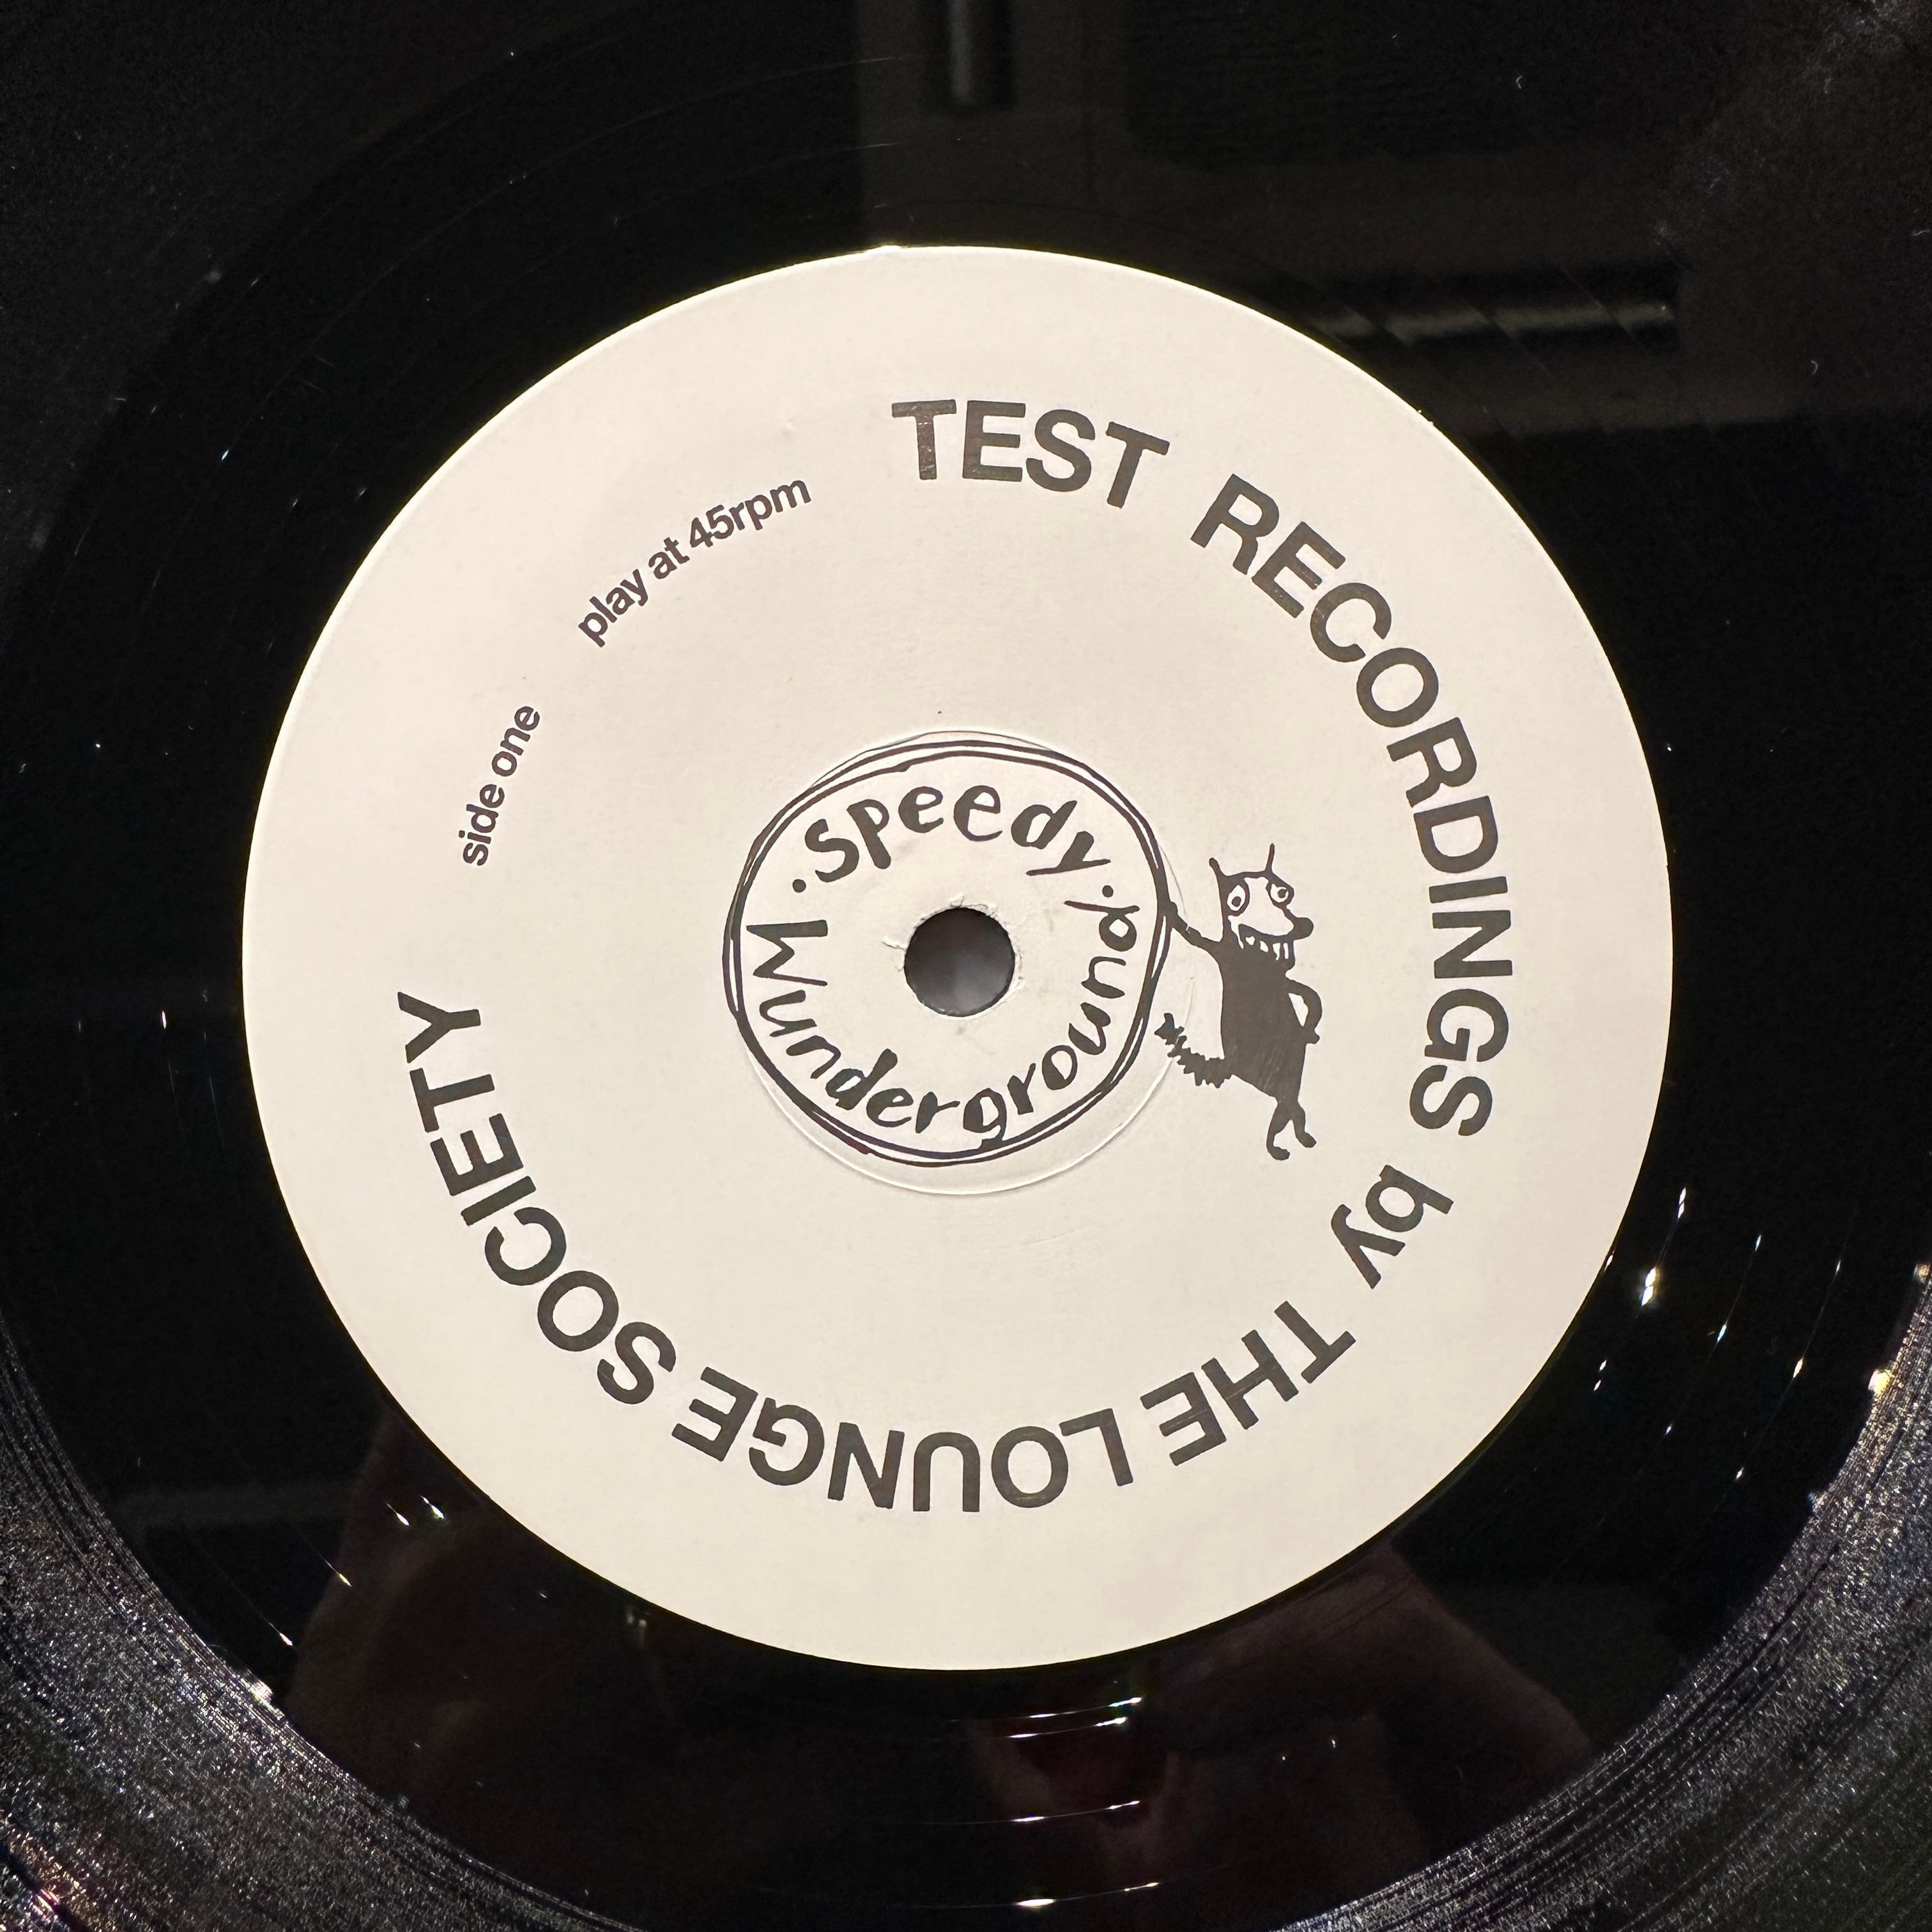 TEST RECORDINGS by THE LOUNGE SOCIETY
side one
play at 45rpm
.Speedy.
Wunderground